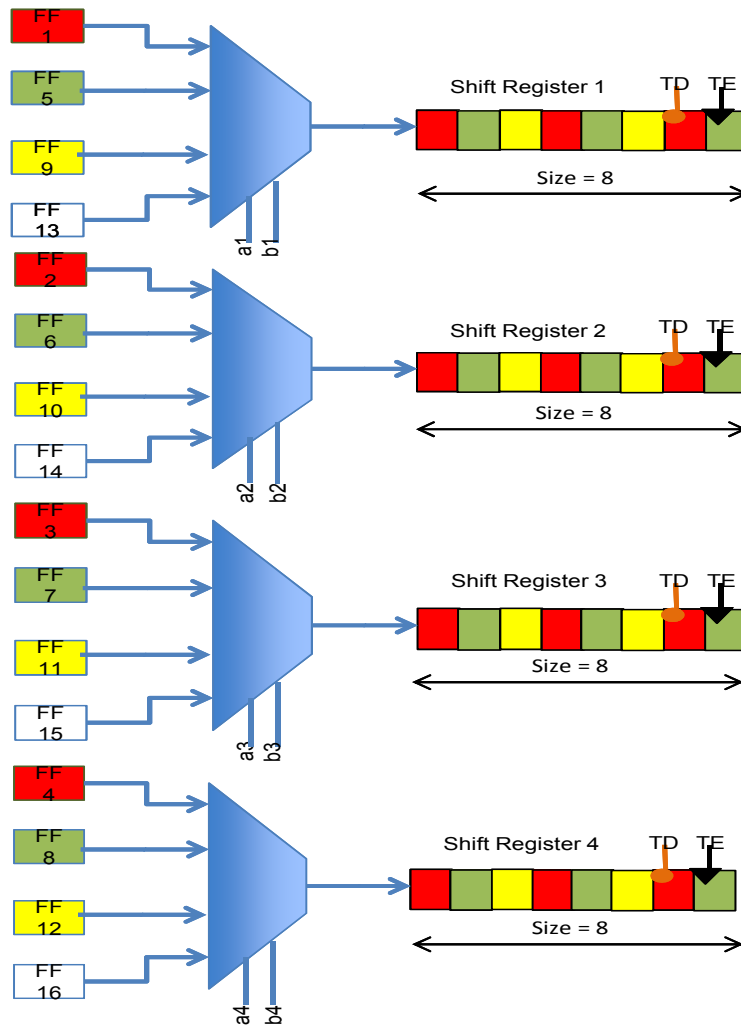 FF
1
FF
5
FF
9
FF
13
a1
b1
Shift Register 1
TD
TE
Size = 8
FF
2
FF
6
FF
10
FF
14
a2
b2
Shift Register 2
TD
TE
Size = 8
FF
3
FF
7
FF
11
FF
15
a3
b3
Shift Register 3
TD
TE
Size = 8
FF
4
FF
8
FF
12
FF
16
a4
b4
Shift Register 4
TD
TE
Size = 8